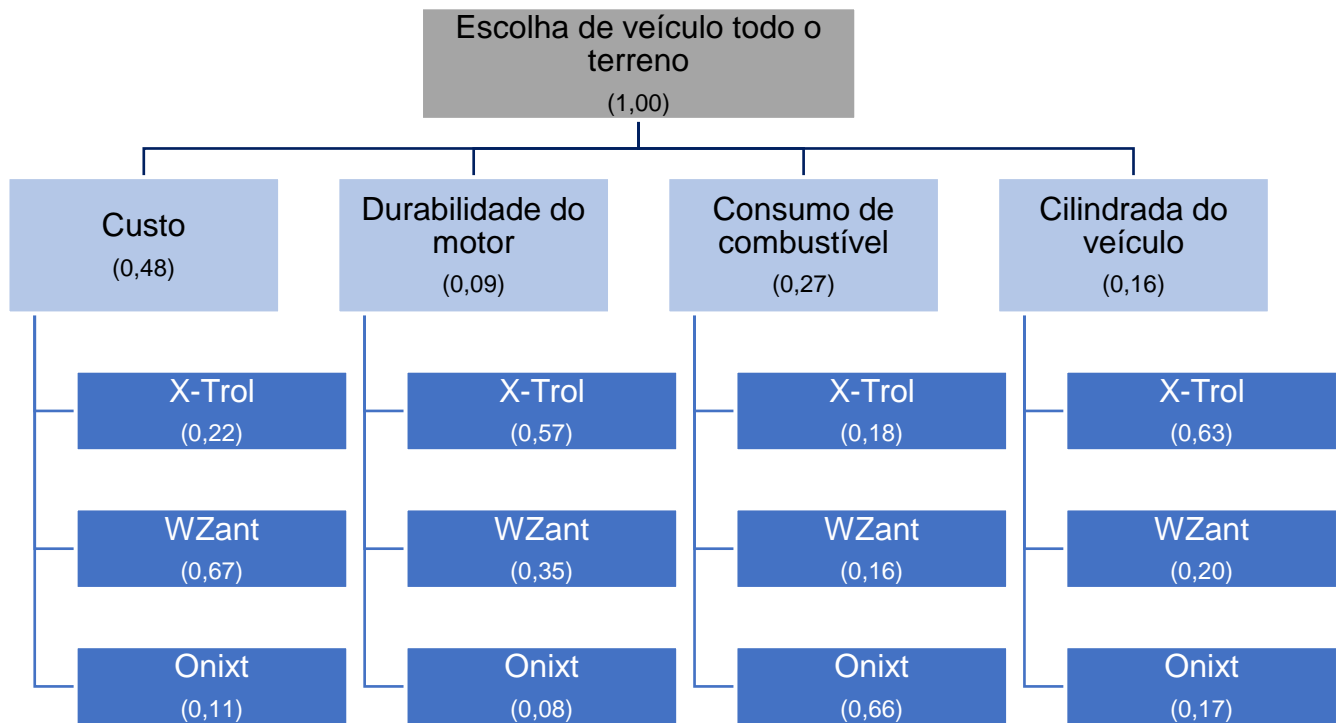 Escolha de veículo todo o
terreno
(1,00)
Custo
(0,48)
Durabilidade do
motor
(0,09)
Consumo de
combustível
(0,27)
Cilindrada do
veículo
(0,16)
X-Trol
(0,22)
X-Trol
(0,57)
X-Trol
(0,18)
X-Trol
(0,63)
WZant
(0,67)
WZant
(0,35)
WZant
(0,16)
WZant
(0,20)
Onixt
(0,11)
Onixt
(0,08)
Onixt
(0,66)
Onixt
(0,17)